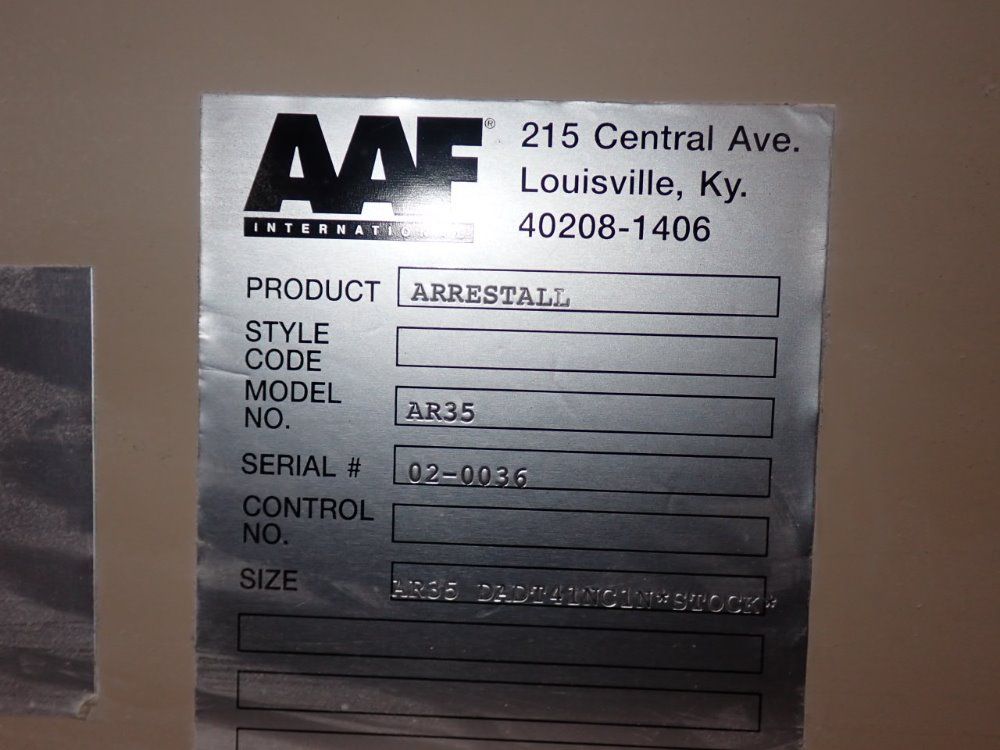 AAF®
INTERNATIONAL
215 Central Ave.
Louisville, Ky.
40208-1406
PRODUCT ARRESTALL
STYLE
CODE
MODEL
NO. AR35
SERIAL # 02-0036
CONTROL
NO.
SIZE AR35 DADT41NC1N*STOCK*